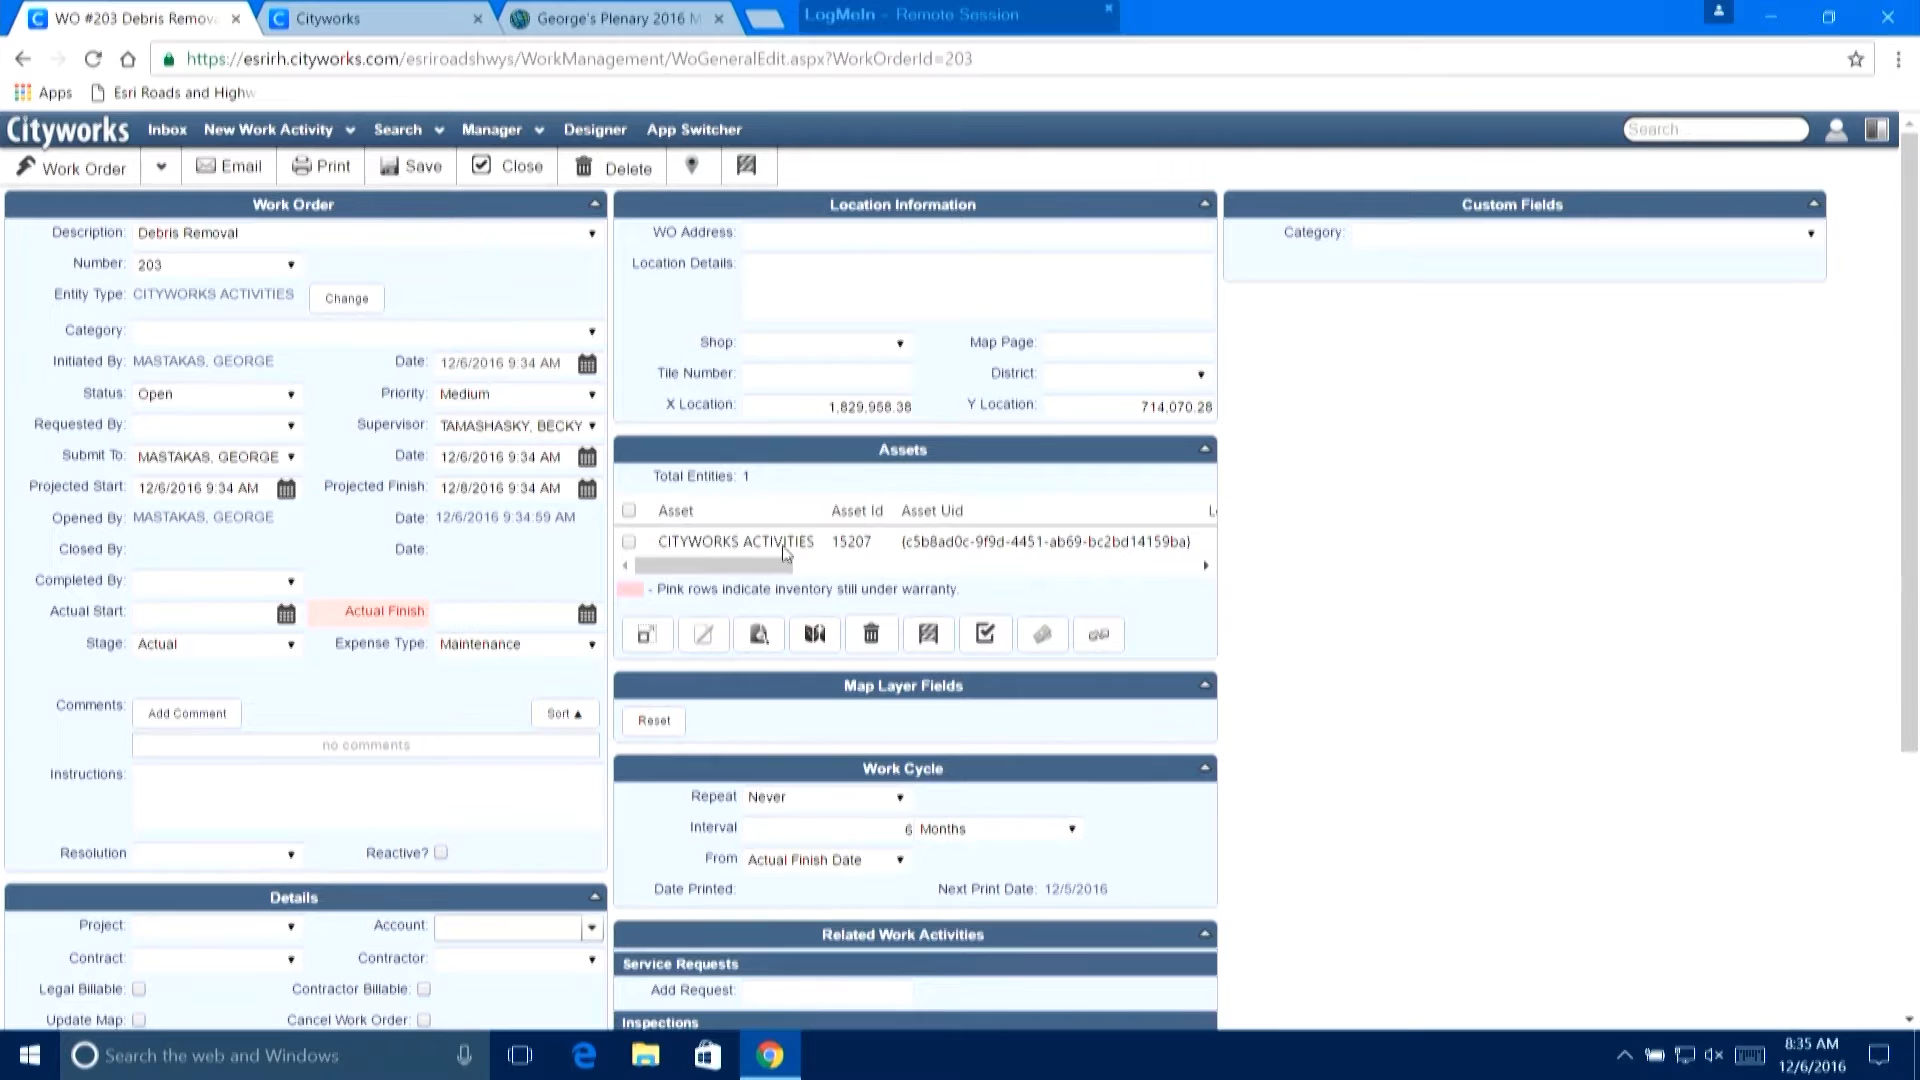 WO #203 Debris Remov
Cityworks
George's Plenary 2016 M
LogMeIn - Remote Session
https://esrirh.cityworks.com/esriroadshwys/WorkManagement/WoGeneralEdit.aspx?WorkOrderId=203
Apps
Esri Roads and Highw
Cityworks
Inbox
New Work Activity
Search
Manager
Designer
App Switcher
Search
Work Order
Email
Print
Save
Close
Delete
Work Order
Description: Debris Removal
Number: 203
Entity Type: CITYWORKS ACTIVITIES Change
Category:
Initiated By: MASTAKAS, GEORGE Date: 12/6/2016 9:34 AM
Status: Open Priority: Medium
Requested By: Supervisor: TAMASHASKY, BECKY
Submit To: MASTAKAS, GEORGE Date: 12/6/2016 9:34 AM
Projected Start: 12/6/2016 9:34 AM Projected Finish: 12/8/2016 9:34 AM
Opened By: MASTAKAS, GEORGE Date: 12/6/2016 9:34:59 AM
Closed By: Date:
Completed By:
Actual Start: Actual Finish
Stage: Actual Expense Type: Maintenance
Comments: Add Comment Sort ▲
no comments
Instructions:
Resolution Reactive?
Details
Project: Account:
Contract: Contractor:
Legal Billable: Contractor Billable:
Update Map: Cancel Work Order:
Location Information
WO Address:
Location Details:
Shop: Map Page:
Tile Number: District:
X Location: 1,829,958.38 Y Location: 714,070.28
Assets
Total Entities: 1
Asset Asset Id Asset Uid L
CITYWORKS ACTIVITIES 15207 {c5b8ad0c-9f9d-4451-ab69-bc2bd14159ba}
- Pink rows indicate inventory still under warranty.
Map Layer Fields
Reset
Work Cycle
Repeat Never
Interval 6 Months
From Actual Finish Date
Date Printed: Next Print Date: 12/5/2016
Related Work Activities
Service Requests
Add Request:
Inspections
Custom Fields
Category:
Search the web and Windows
8:35 AM
12/6/2016